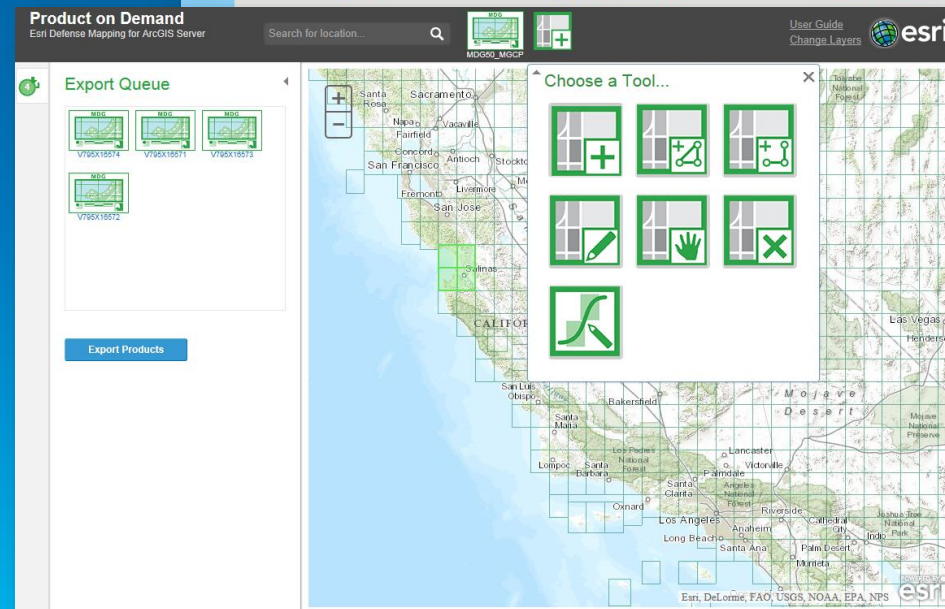 Product on Demand
Esri Defense Mapping for ArcGIS Server
Search for location...
MDG
MDG50_MGCP
User Guide
Change Layers
esri
4
Export Queue
MDG
MDG
MDG
V795X16574
V795X16571
V795X16573
MDG
V795X16572
Export Products
+
−
Choose a Tool...
Toiyabe
National
Forest
Santa
Rosa
Sacramento
Napa
Vacaville
Fairfield
Concord
Antioch
Stockto
San Francisco
Fremont
Livermore
San Jose
Salinas
CALIFOR
Las Vegas
Henders
San Luis
Obispo
Bakersfield
Mojave
Desert
Santa
Maria
Mojave
National
Preserve
Los Padres
National
Forest
Lancaster
Lompoc
Santa
Barbara
Palmdale
Victorville
Santa
Clarita
Angeles
National
Forest
Oxnard
Riverside
Los Angeles
Cathedral
City
Joshua Tree
National
Park
Anaheim
Indio
Long Beach
Santa Ana
Palm Desert
Murrieta
POWERED BY
esri
Esri, DeLorme, FAO, USGS, NOAA, EPA, NPS